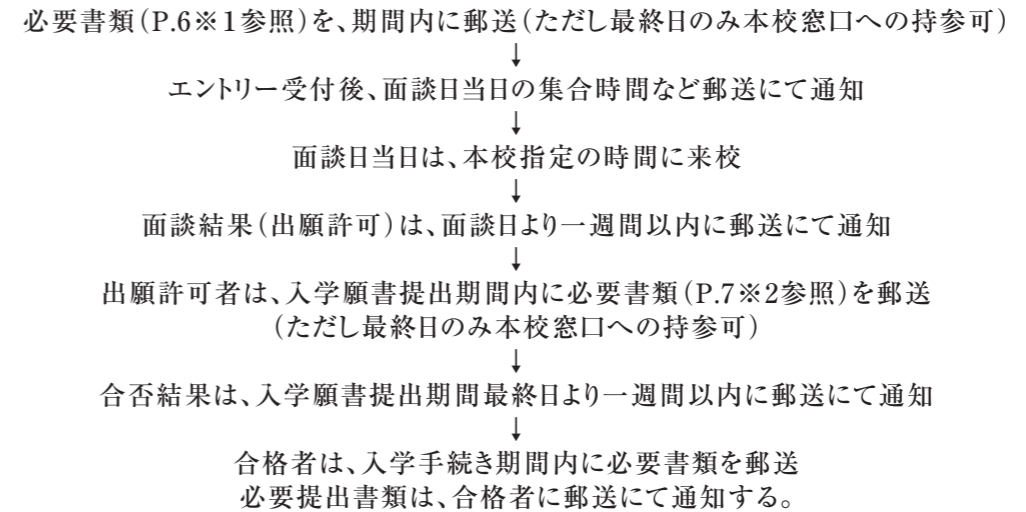 必要書類(P.6※1参照)を、期間内に郵送(ただし最終日のみ本校窓口への持参可)
↓
エントリー受付後、面談日当日の集合時間など郵送にて通知
↓
面談日当日は、本校指定の時間に来校
↓
面談結果(出願許可)は、面談日より一週間以内に郵送にて通知
↓
出願許可者は、入学願書提出期間内に必要書類(P.7※2参照)を郵送
(ただし最終日のみ本校窓口への持参可)
↓
合否結果は、入学願書提出期間最終日より一週間以内に郵送にて通知
↓
合格者は、入学手続き期間内に必要書類を郵送
必要提出書類は、合格者に郵送にて通知する。